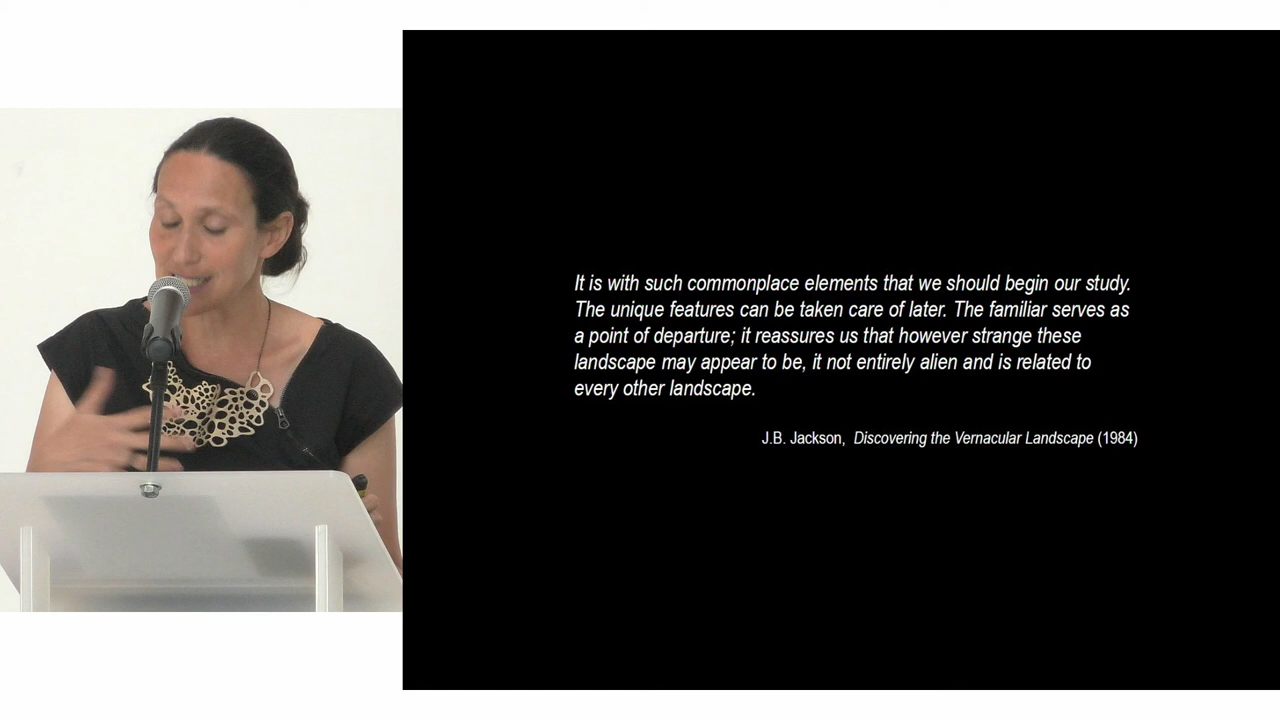 It is with such commonplace elements that we should begin our study.
The unique features can be taken care of later. The familiar serves as
a point of departure; it reassures us that however strange these
landscape may appear to be, it not entirely alien and is related to
every other landscape.
J.B. Jackson, Discovering the Vernacular Landscape (1984)